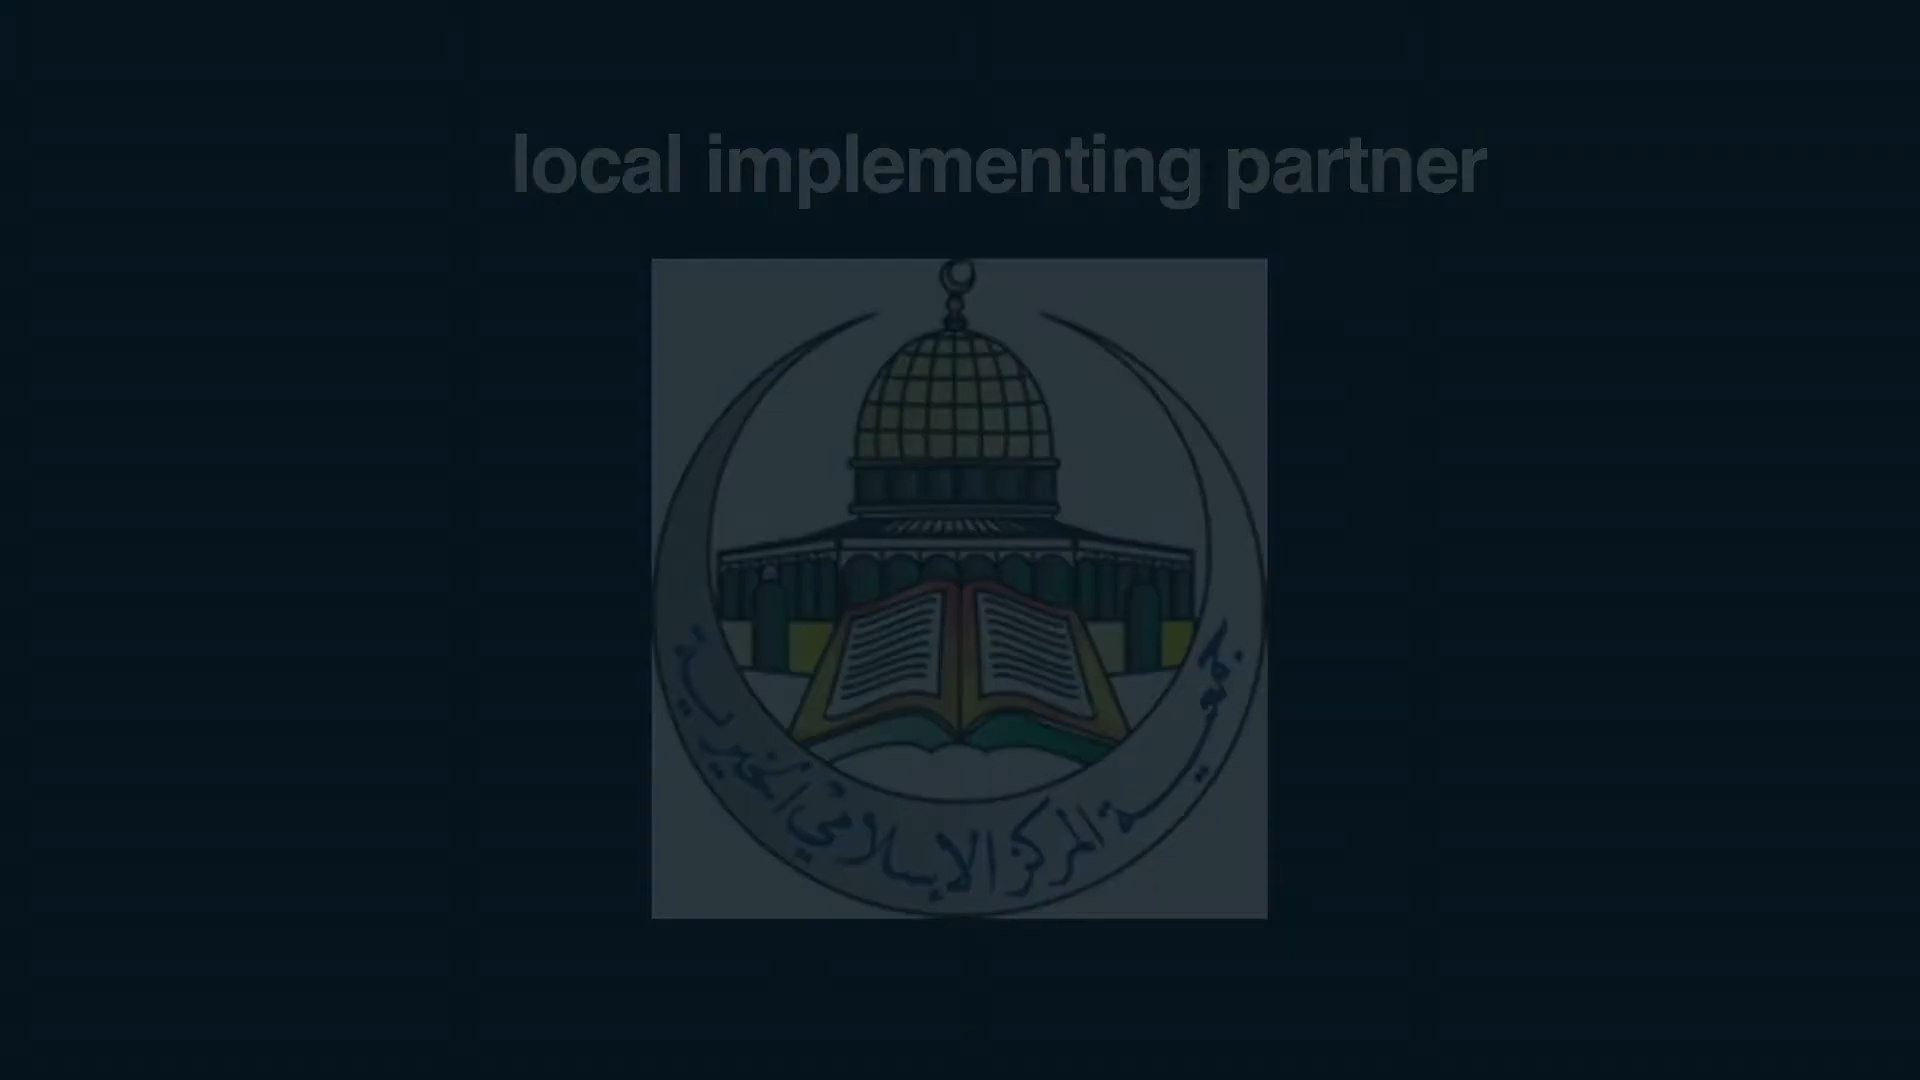 local implementing partner
جمعية المركز الإسلامي الخيرية